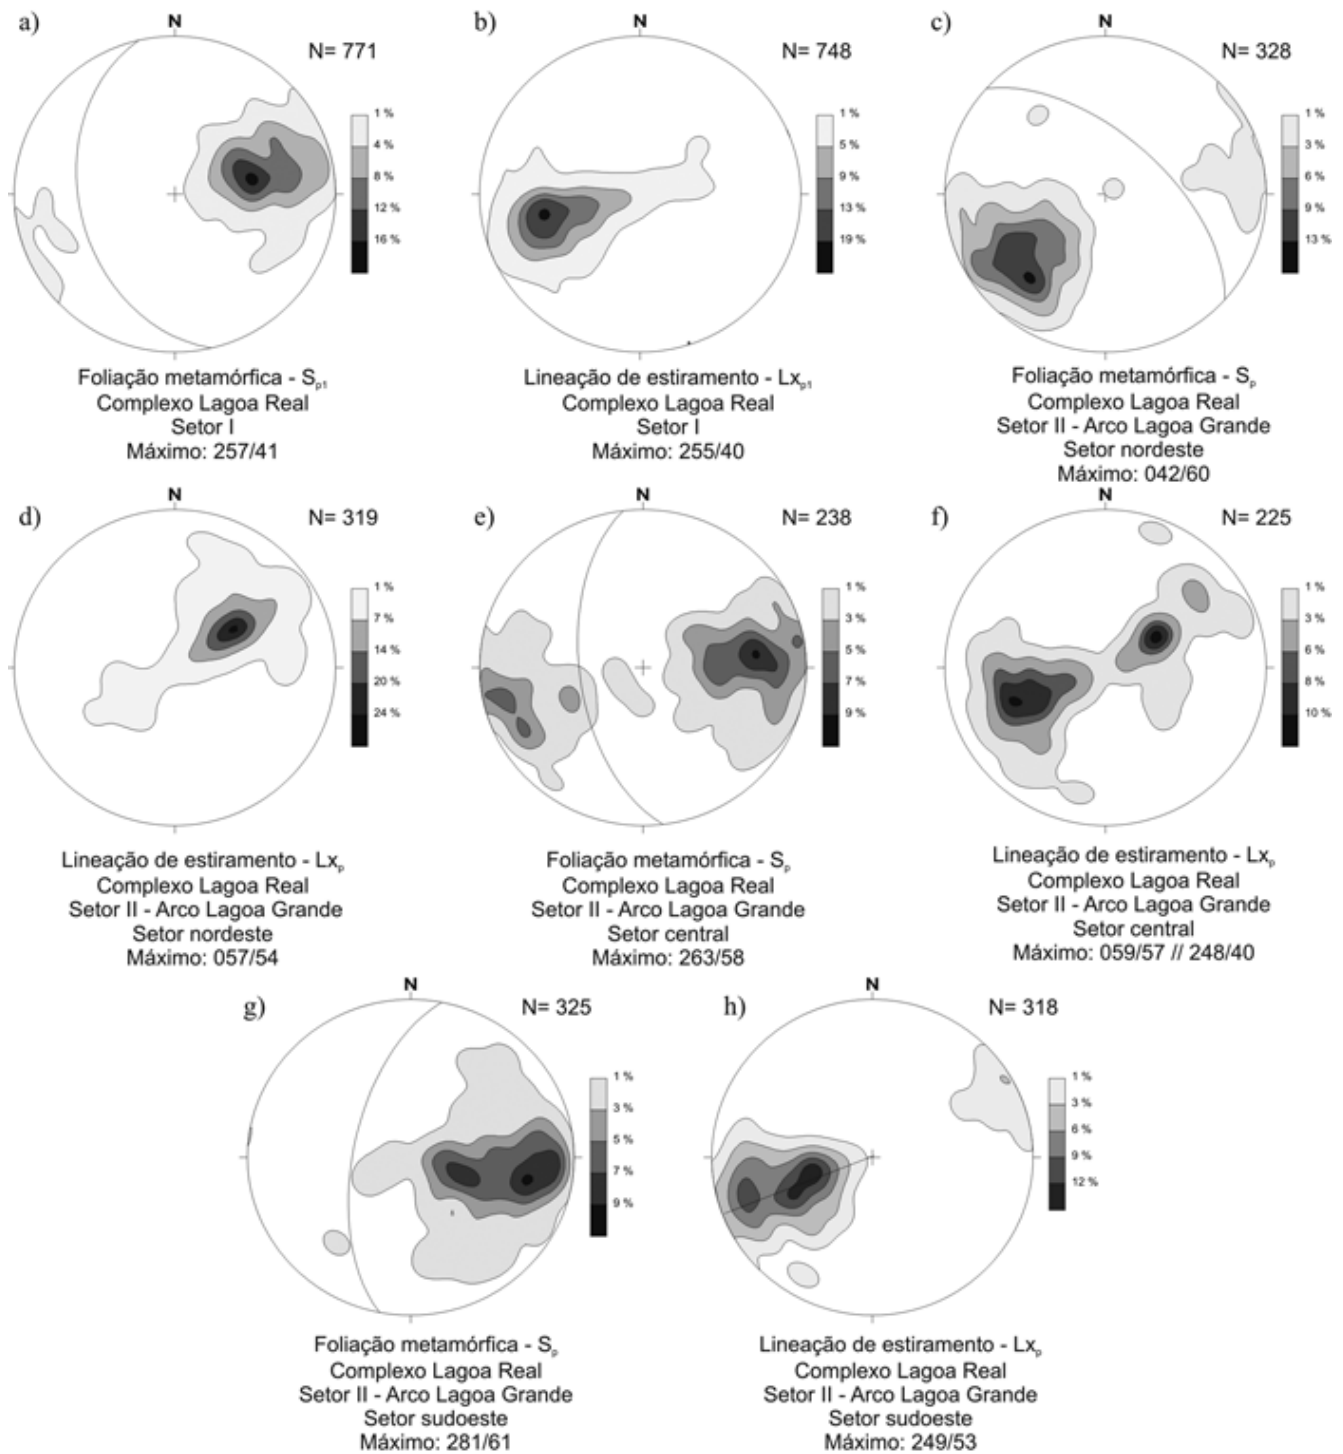 a)
N
N= 771
1 %
4 %
8 %
12 %
16 %
Foliação metamórfica - Sp1
Complexo Lagoa Real
Setor I
Máximo: 257/41
b)
N
N= 748
1 %
5 %
9 %
13 %
19 %
Lineação de estiramento - Lxp1
Complexo Lagoa Real
Setor I
Máximo: 255/40
c)
N
N= 328
1 %
3 %
6 %
9 %
13 %
Foliação metamórfica - Sp
Complexo Lagoa Real
Setor II - Arco Lagoa Grande
Setor nordeste
Máximo: 042/60
d)
N
N= 319
1 %
7 %
14 %
20 %
24 %
Lineação de estiramento - Lxp
Complexo Lagoa Real
Setor II - Arco Lagoa Grande
Setor nordeste
Máximo: 057/54
e)
N
N= 238
1 %
3 %
5 %
7 %
9 %
Foliação metamórfica - Sp
Complexo Lagoa Real
Setor II - Arco Lagoa Grande
Setor central
Máximo: 263/58
f)
N
N= 225
1 %
3 %
6 %
8 %
10 %
Lineação de estiramento - Lxp
Complexo Lagoa Real
Setor II - Arco Lagoa Grande
Setor central
Máximo: 059/57 // 248/40
g)
N
N= 325
1 %
3 %
5 %
7 %
9 %
Foliação metamórfica - Sp
Complexo Lagoa Real
Setor II - Arco Lagoa Grande
Setor sudoeste
Máximo: 281/61
h)
N
N= 318
1 %
3 %
6 %
9 %
12 %
Lineação de estiramento - Lxp
Complexo Lagoa Real
Setor II - Arco Lagoa Grande
Setor sudoeste
Máximo: 249/53